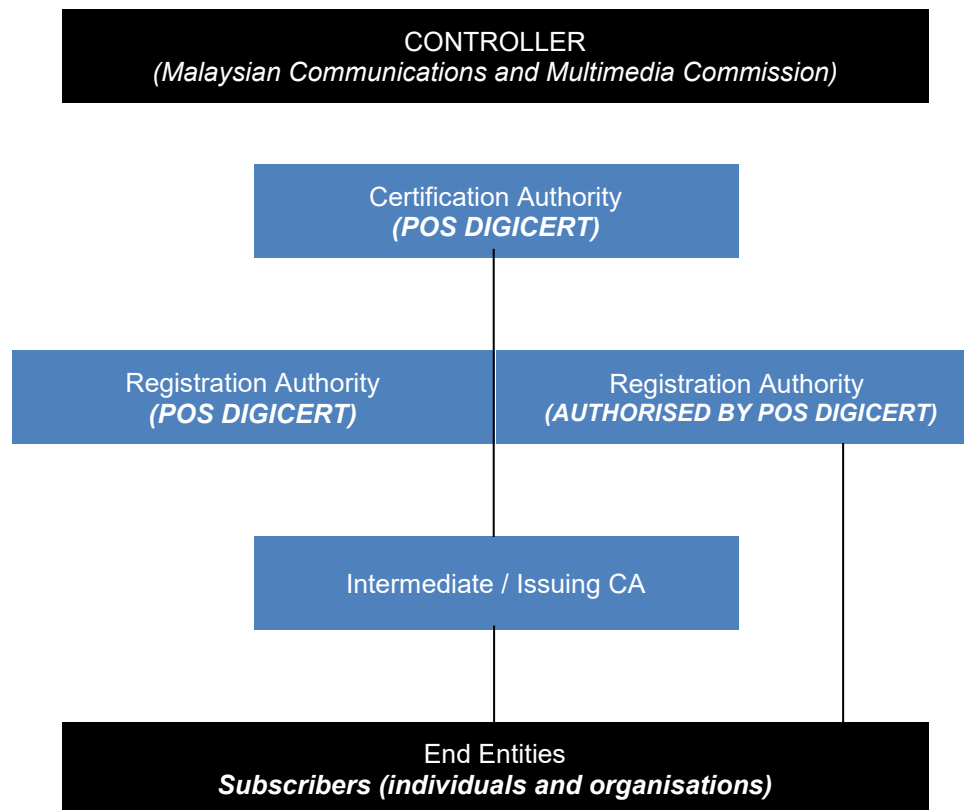 CONTROLLER
(Malaysian Communications and Multimedia Commission)
Certification Authority
(POS DIGICERT)
Registration Authority
(POS DIGICERT)
Registration Authority
(AUTHORISED BY POS DIGICERT)
Intermediate / Issuing CA
End Entities
Subscribers (individuals and organisations)